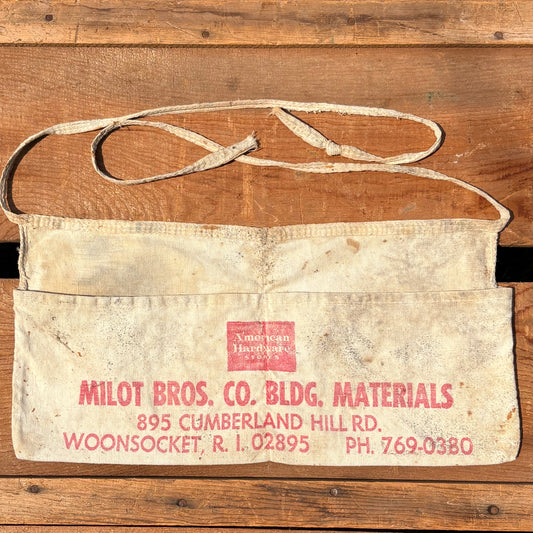 American
Hardware
STORES
MILOT BROS. CO. BLDG. MATERIALS
895 CUMBERLAND HILL RD.
WOONSOCKET, R. I. 02895 PH. 769-0380